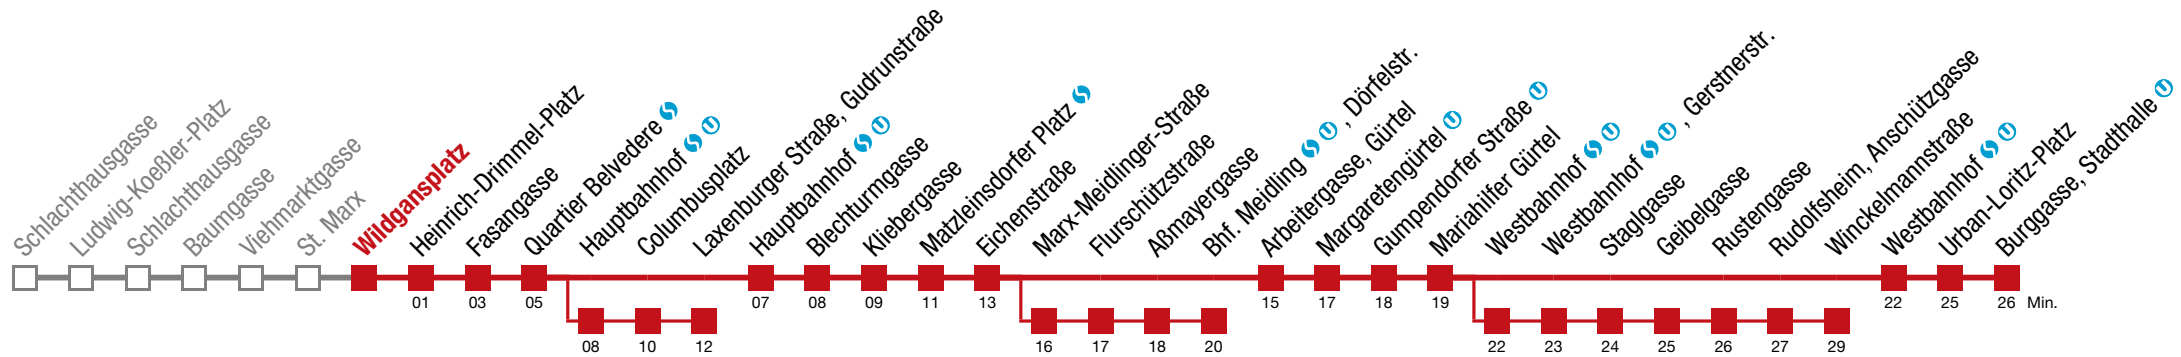 Schlachthausgasse
Ludwig-Koeßler-Platz
Schlachthausgasse
Baumgasse
Viehmarktgasse
St. Marx
Wildgansplatz
Heinrich-Drimmel-Platz
Fasangasse
Quartier Belvedere S
Hauptbahnhof S U
Columbusplatz
Laxenburger Straße, Gudrunstraße
Hauptbahnhof S U
Blechturmgasse
Kliebergasse
Matzleinsdorfer Platz S
Eichenstraße
Marx-Meidlinger-Straße
Flurschützstraße
Aßmayergasse
Bhf. Meidling S U , Dörfelstr.
Arbeitergasse, Gürtel
Margaretengürtel U
Gumpendorfer Straße U
Mariahilfer Gürtel
Westbahnhof S U
Westbahnhof S U , Gerstnerstr.
Staglgasse
Geibelgasse
Rustengasse
Rudolfsheim, Anschützgasse
Winckelmannstraße
Westbahnhof S U
Urban-Loritz-Platz
Burggasse, Stadthalle U
01 03 05 07 08 09 11 13 15 17 18 19 22 25 26 Min.
08 10 12 16 17 18 20 22 23 24 25 26 27 29